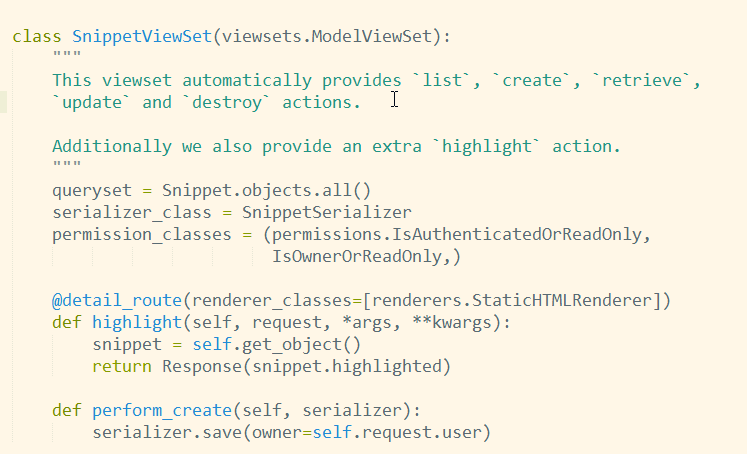 class SnippetViewSet(viewsets.ModelViewSet):
    """
    This viewset automatically provides `list`, `create`, `retrieve`,
    `update` and `destroy` actions.

    Additionally we also provide an extra `highlight` action.
    """
    queryset = Snippet.objects.all()
    serializer_class = SnippetSerializer
    permission_classes = (permissions.IsAuthenticatedOrReadOnly,
                          IsOwnerOrReadOnly,)

    @detail_route(renderer_classes=[renderers.StaticHTMLRenderer])
    def highlight(self, request, *args, **kwargs):
        snippet = self.get_object()
        return Response(snippet.highlighted)

    def perform_create(self, serializer):
        serializer.save(owner=self.request.user)